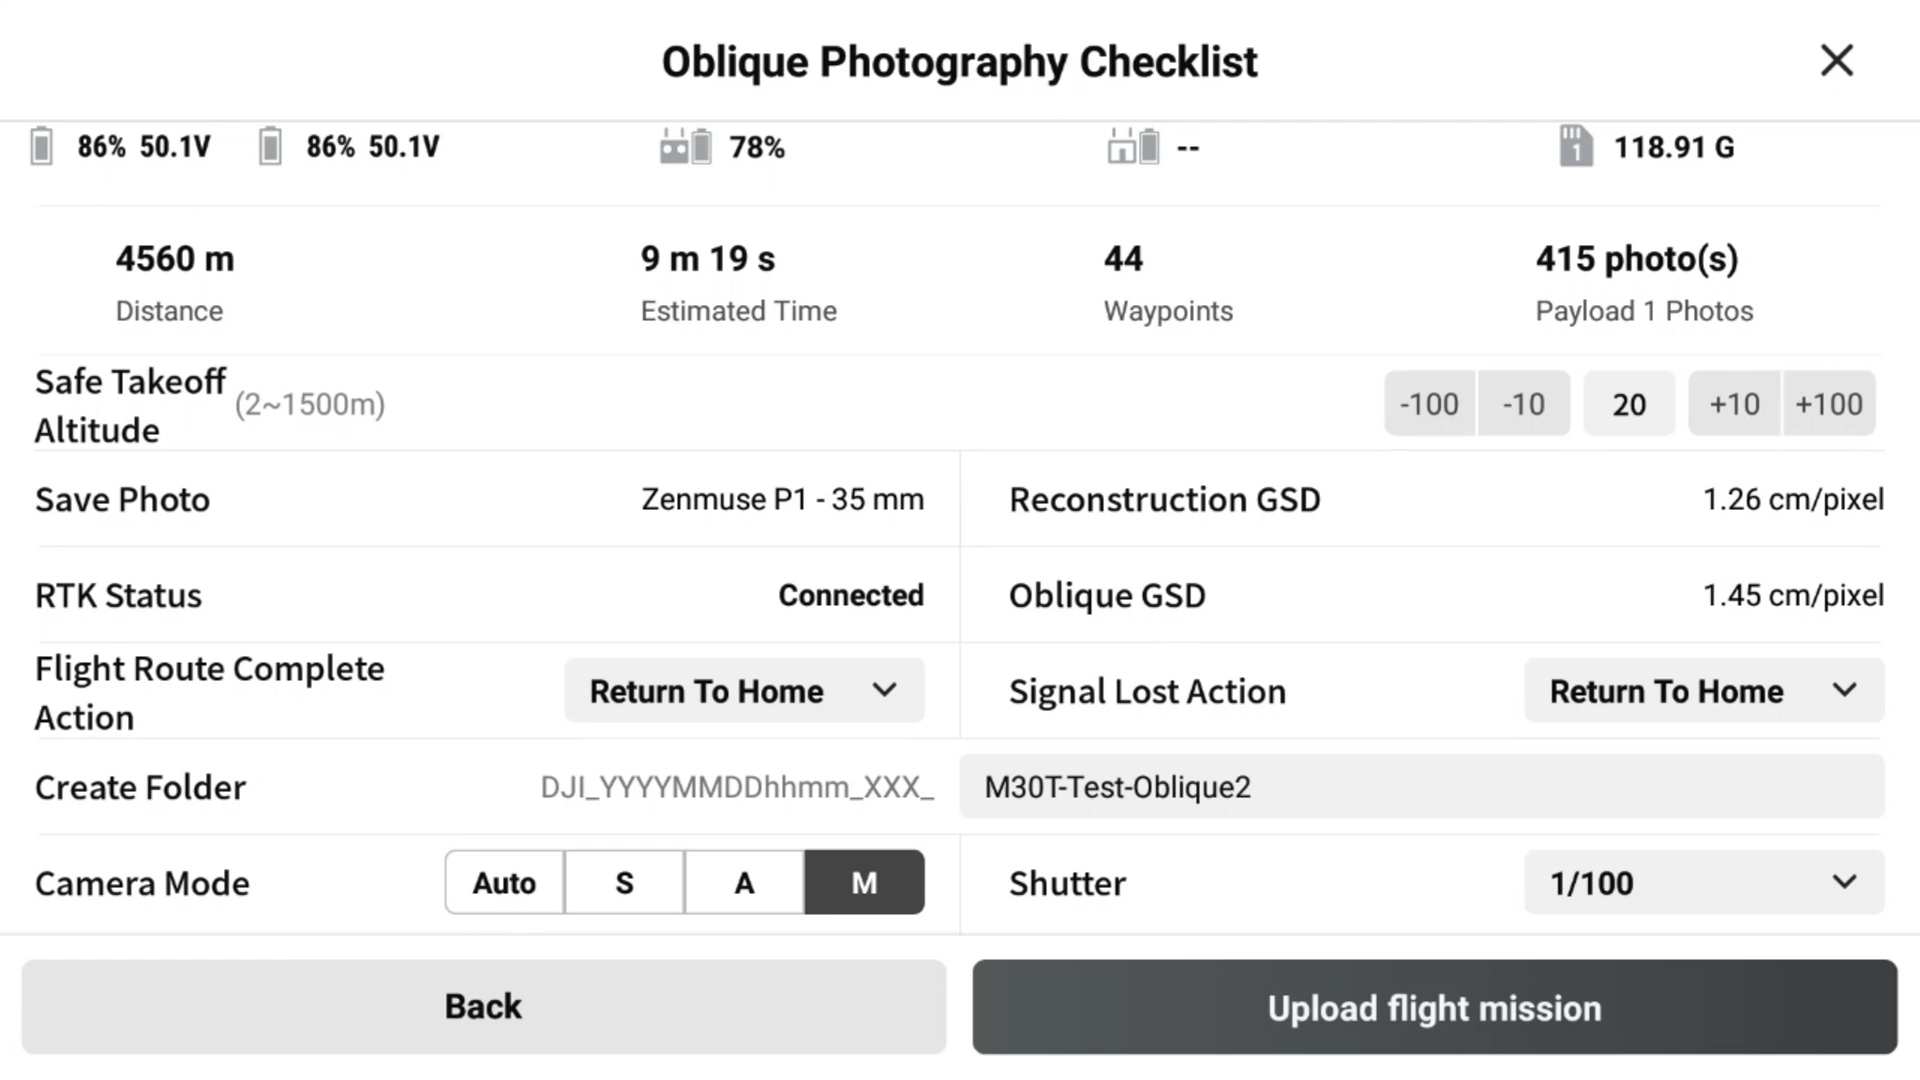 Oblique Photography Checklist
86% 50.1V 86% 50.1V 78% -- 1 118.91 G
4560 m 9 m 19 s 44 415 photo(s)
Distance Estimated Time Waypoints Payload 1 Photos
Safe Takeoff Altitude (2~1500m) -100 -10 20 +10 +100
Save Photo Zenmuse P1 - 35 mm Reconstruction GSD 1.26 cm/pixel
RTK Status Connected Oblique GSD 1.45 cm/pixel
Flight Route Complete Action Return To Home Signal Lost Action Return To Home
Create Folder DJI_YYYYMMDDhhmm_XXX_ M30T-Test-Oblique2
Camera Mode Auto S A M Shutter 1/100
Back Upload flight mission